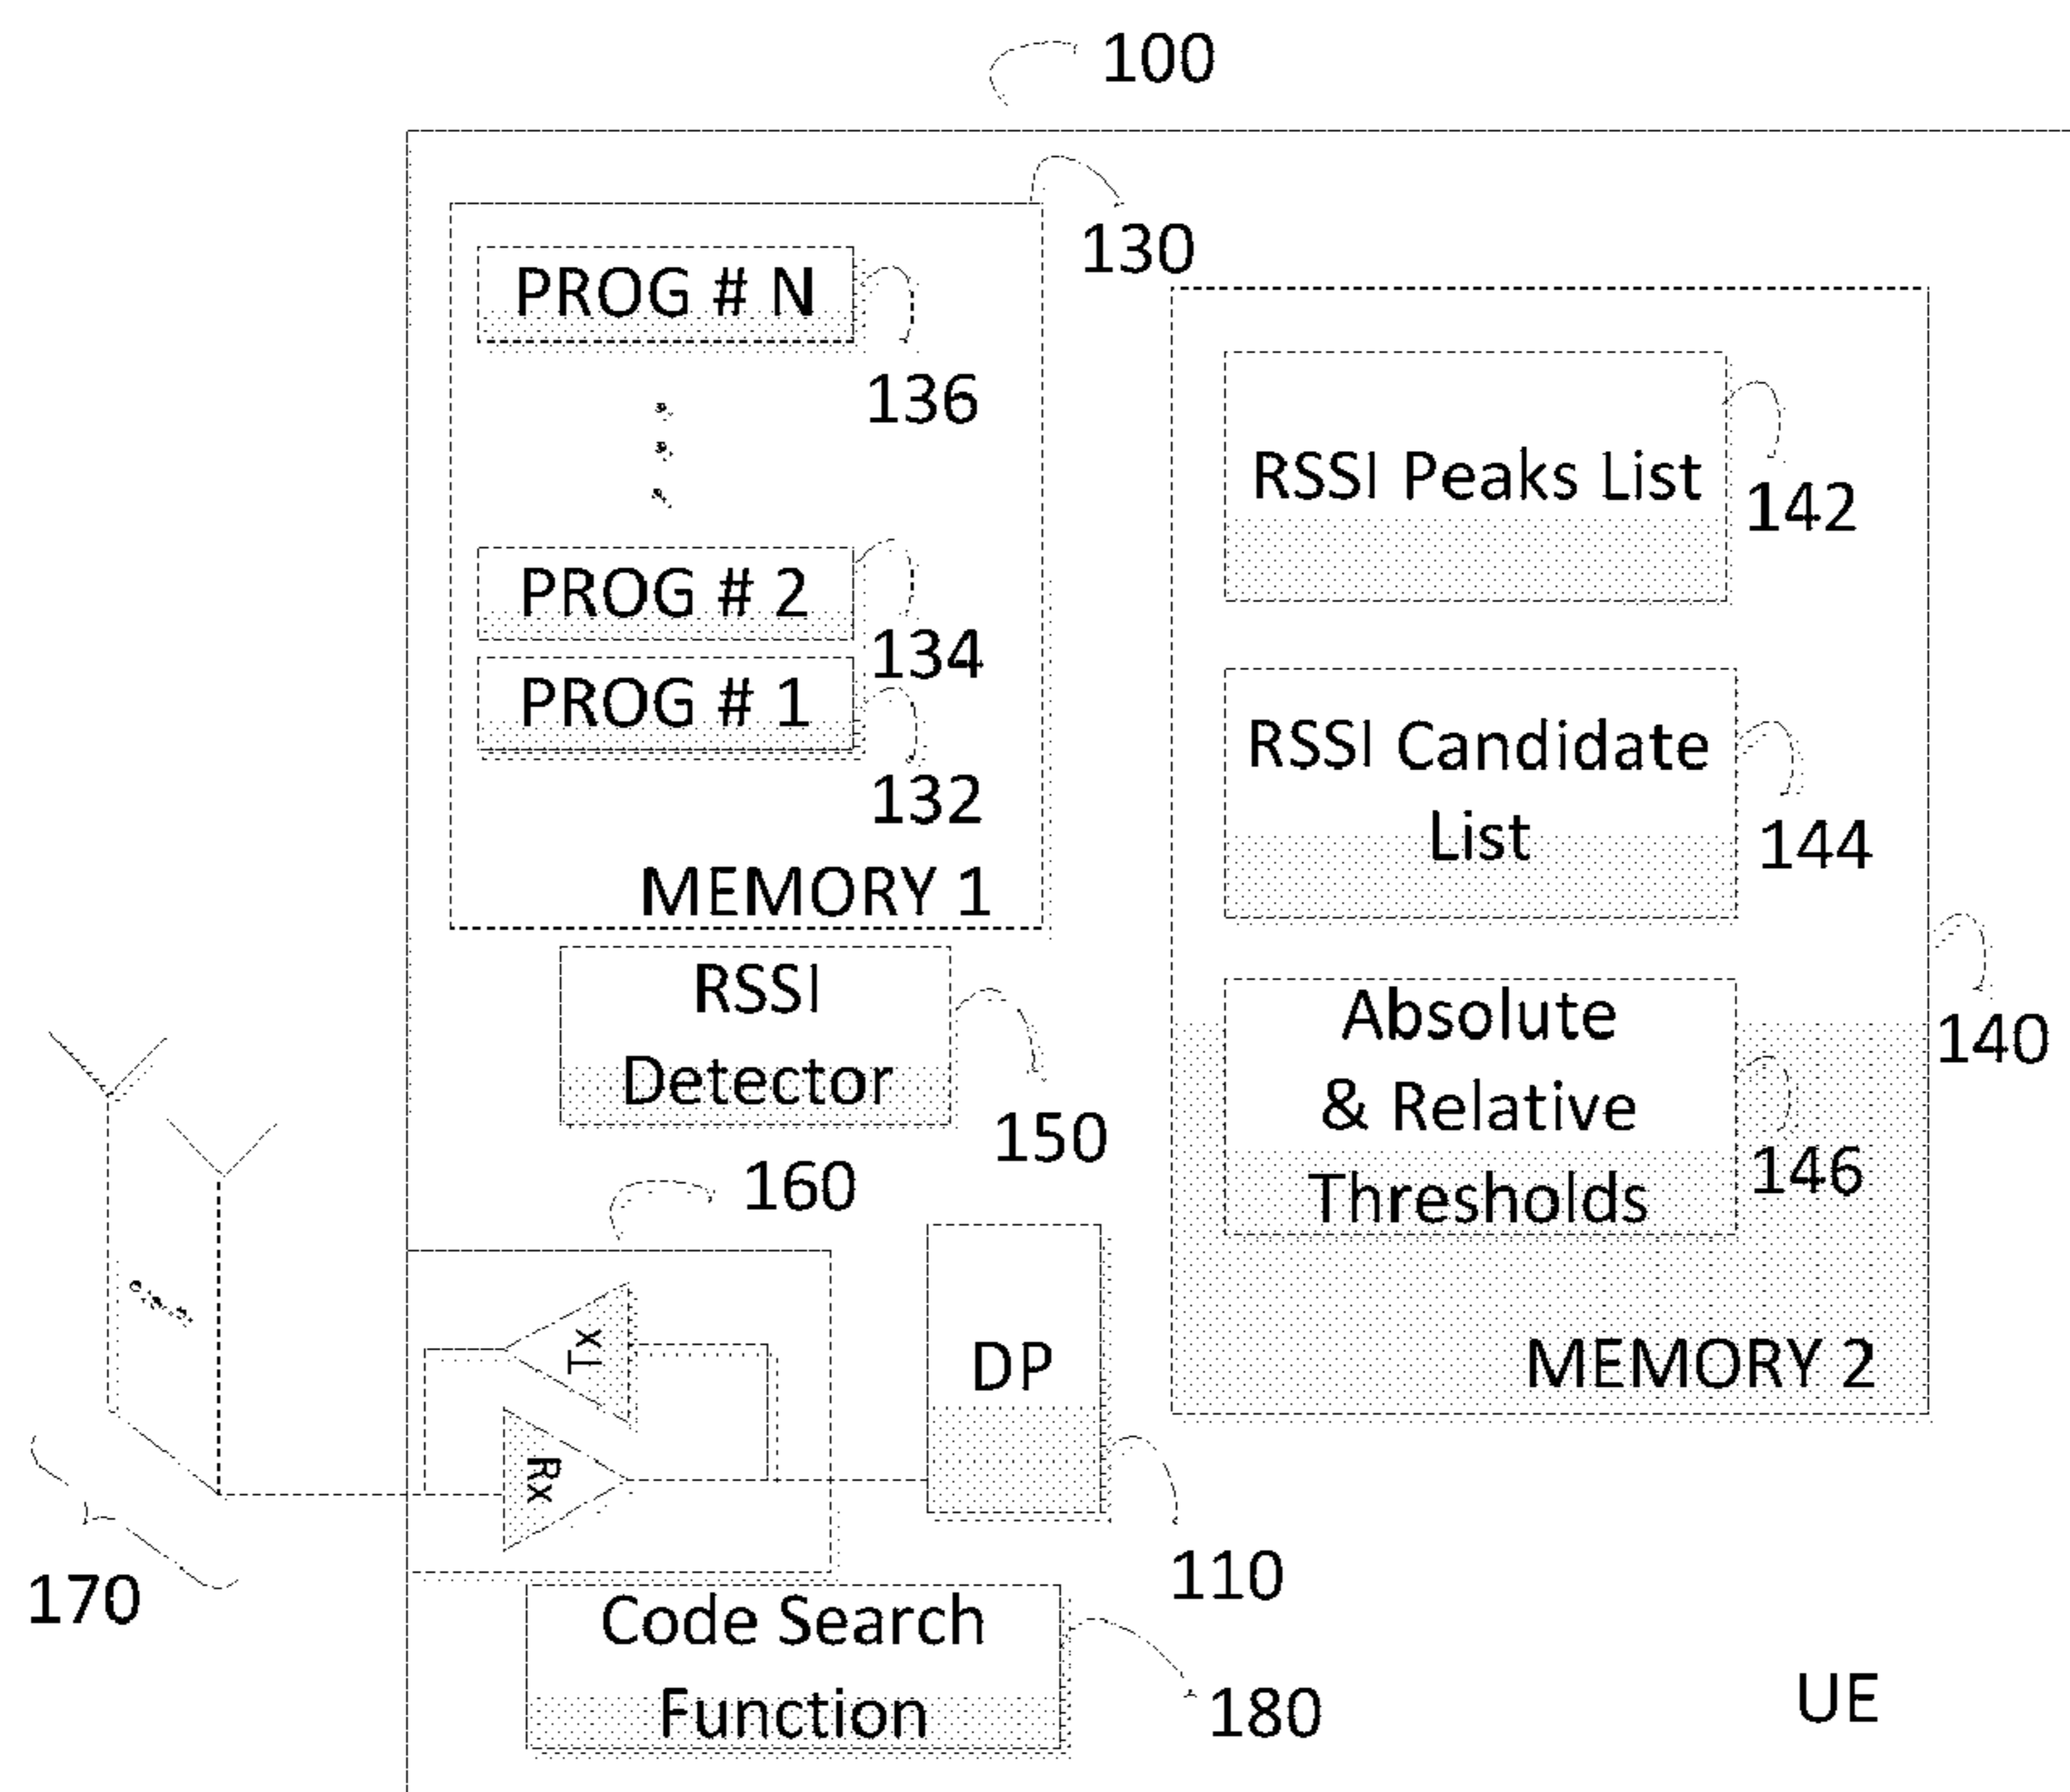 100
130
PROG # N
136
PROG # 2
134
PROG # 1
132
MEMORY 1
RSSI Peaks List
142
RSSI Candidate
List
144
140
Absolute
& Relative
Thresholds
146
MEMORY 2
RSSI
Detector
150
160
Tx
Rx
DP
110
170
Code Search
Function
180
UE